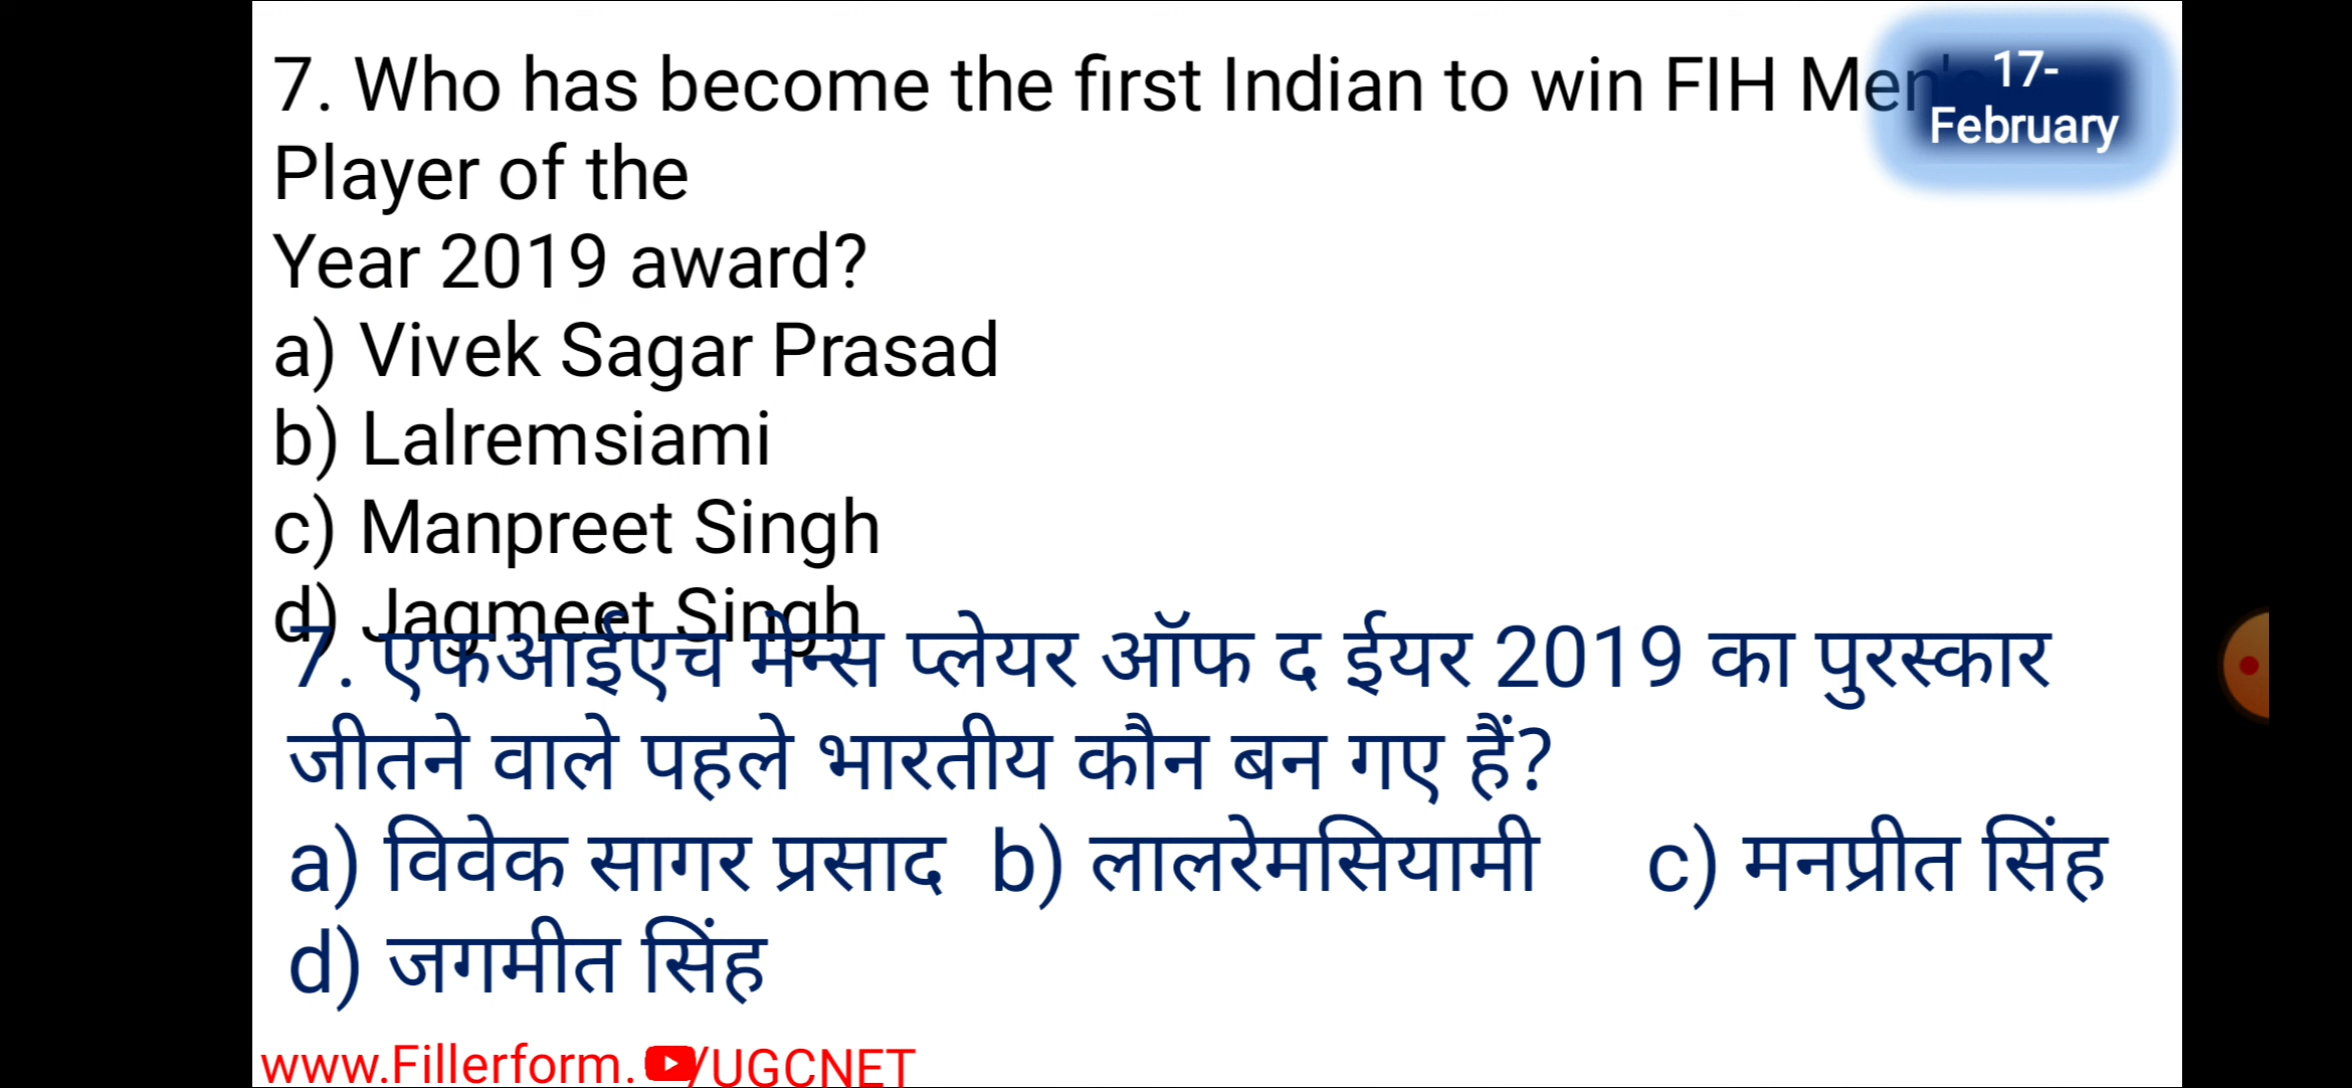 7. Who has become the first Indian to win FIH Men's
17-
February
Player of the
Year 2019 award?
a) Vivek Sagar Prasad
b) Lalremsiami
c) Manpreet Singh
d) Jagmeet Singh
7. एफआईएच मेन्स प्लेयर ऑफ द ईयर 2019 का पुरस्कार
जीतने वाले पहले भारतीय कौन बन गए हैं?
a) विवेक सागर प्रसाद b) लालरेमसियामी c) मनप्रीत सिंह
d) जगमीत सिंह
www.Fillerform. /UGCNET